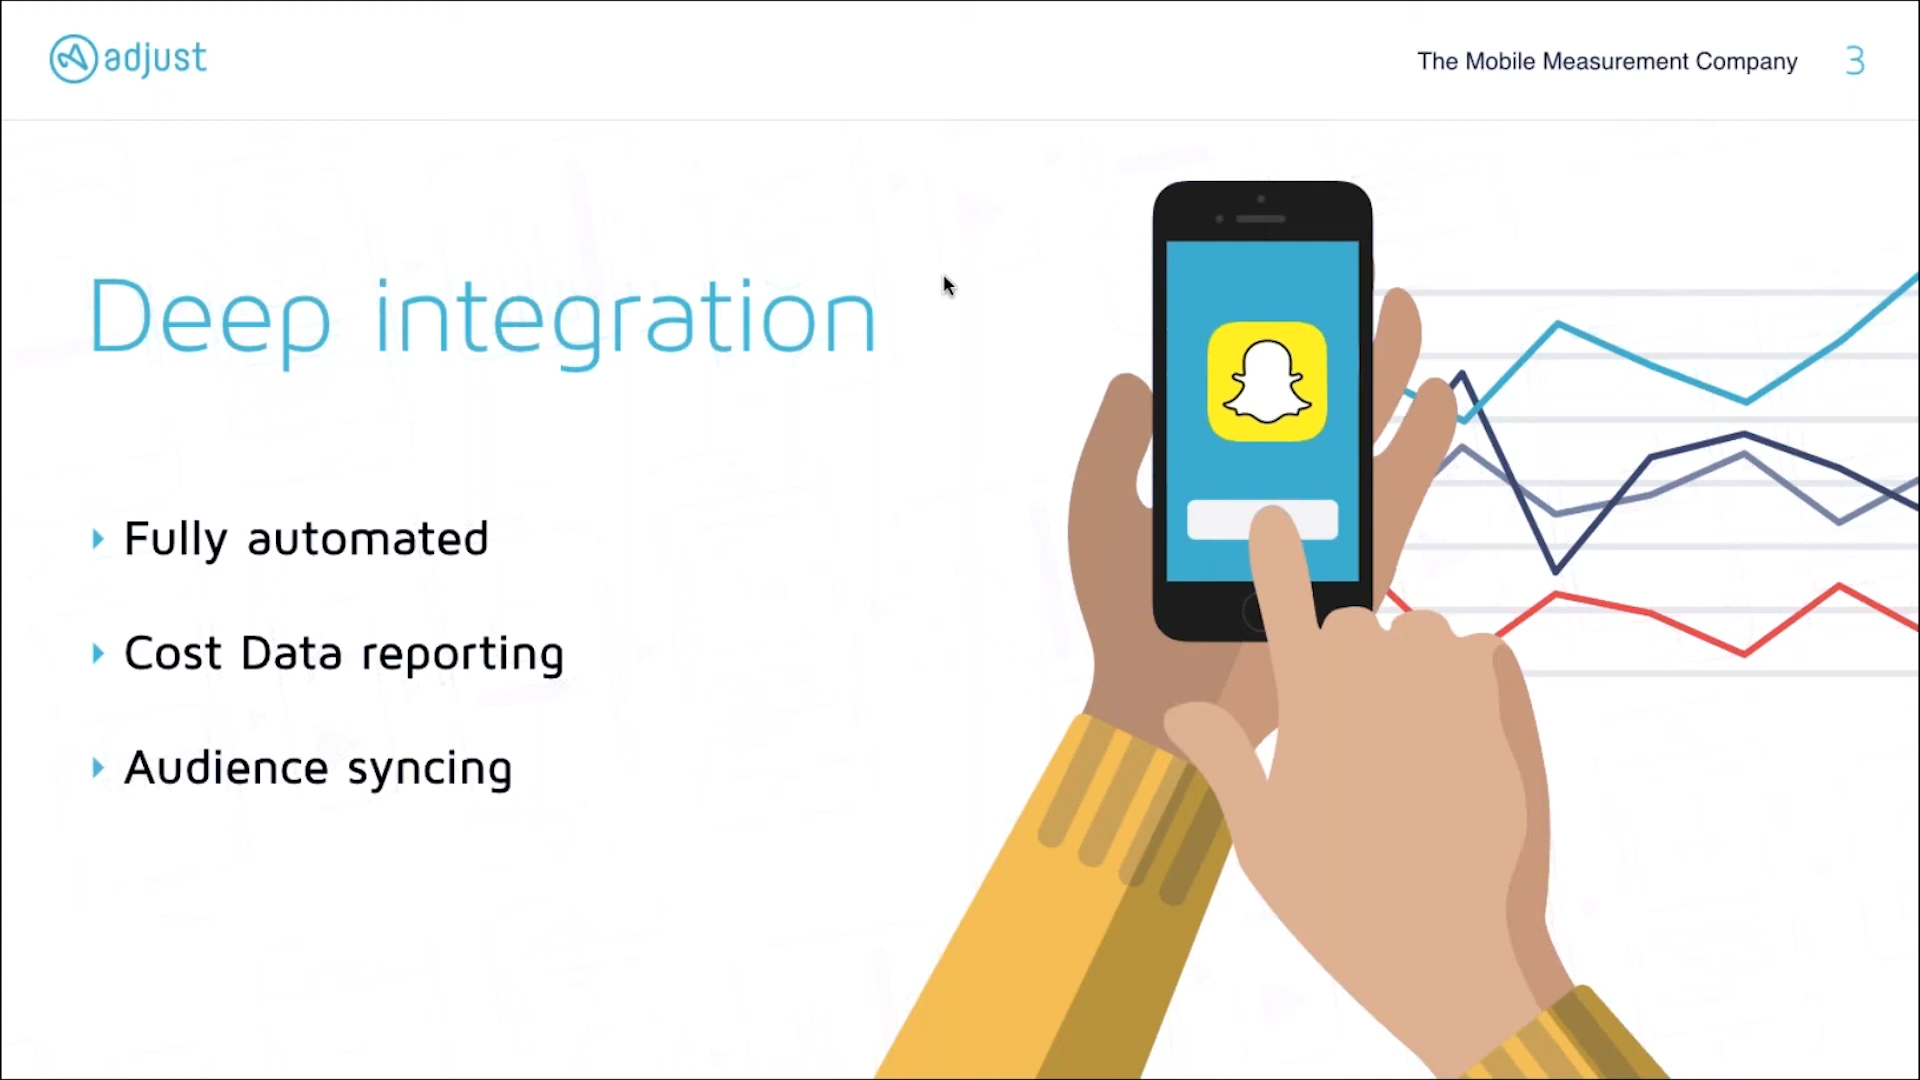 adjust
The Mobile Measurement Company 3
Deep integration
Fully automated
Cost Data reporting
Audience syncing